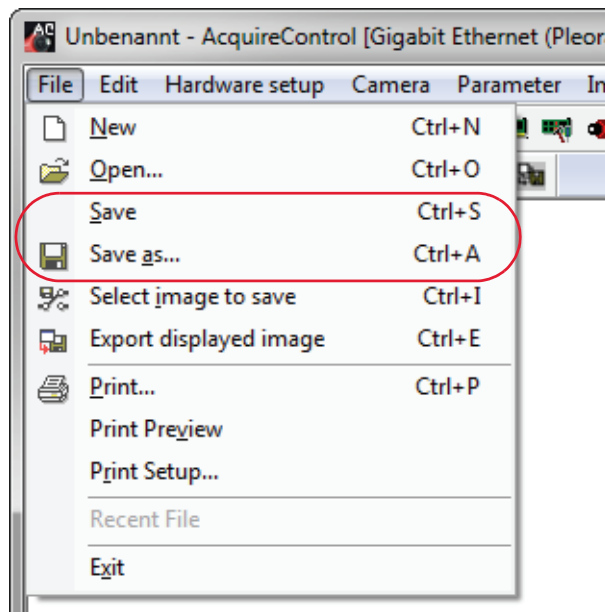 AC Unbenannt - AcquireControl [Gigabit Ethernet (Pleor
File Edit Hardware setup Camera Parameter In
New Ctrl+N
Open... Ctrl+O
Save Ctrl+S
Save as... Ctrl+A
Select image to save Ctrl+I
Export displayed image Ctrl+E
Print... Ctrl+P
Print Preview
Print Setup...
Recent File
Exit